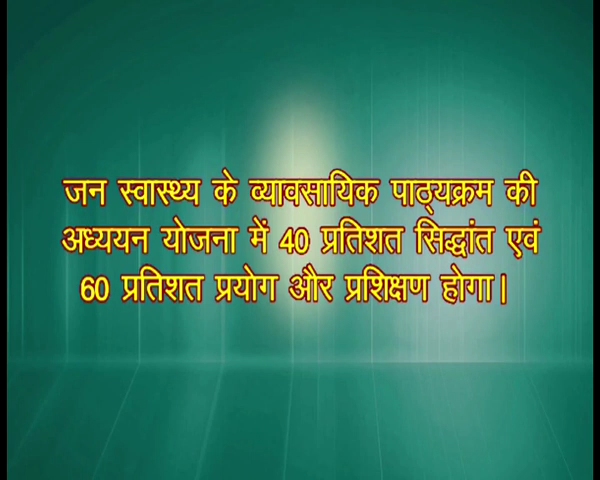 जन स्वास्थ्य के व्यावसायिक पाठ्यक्रम की
अध्ययन योजना में 40 प्रतिशत सिद्धांत एवं
60 प्रतिशत प्रयोग और प्रशिक्षण होगा।